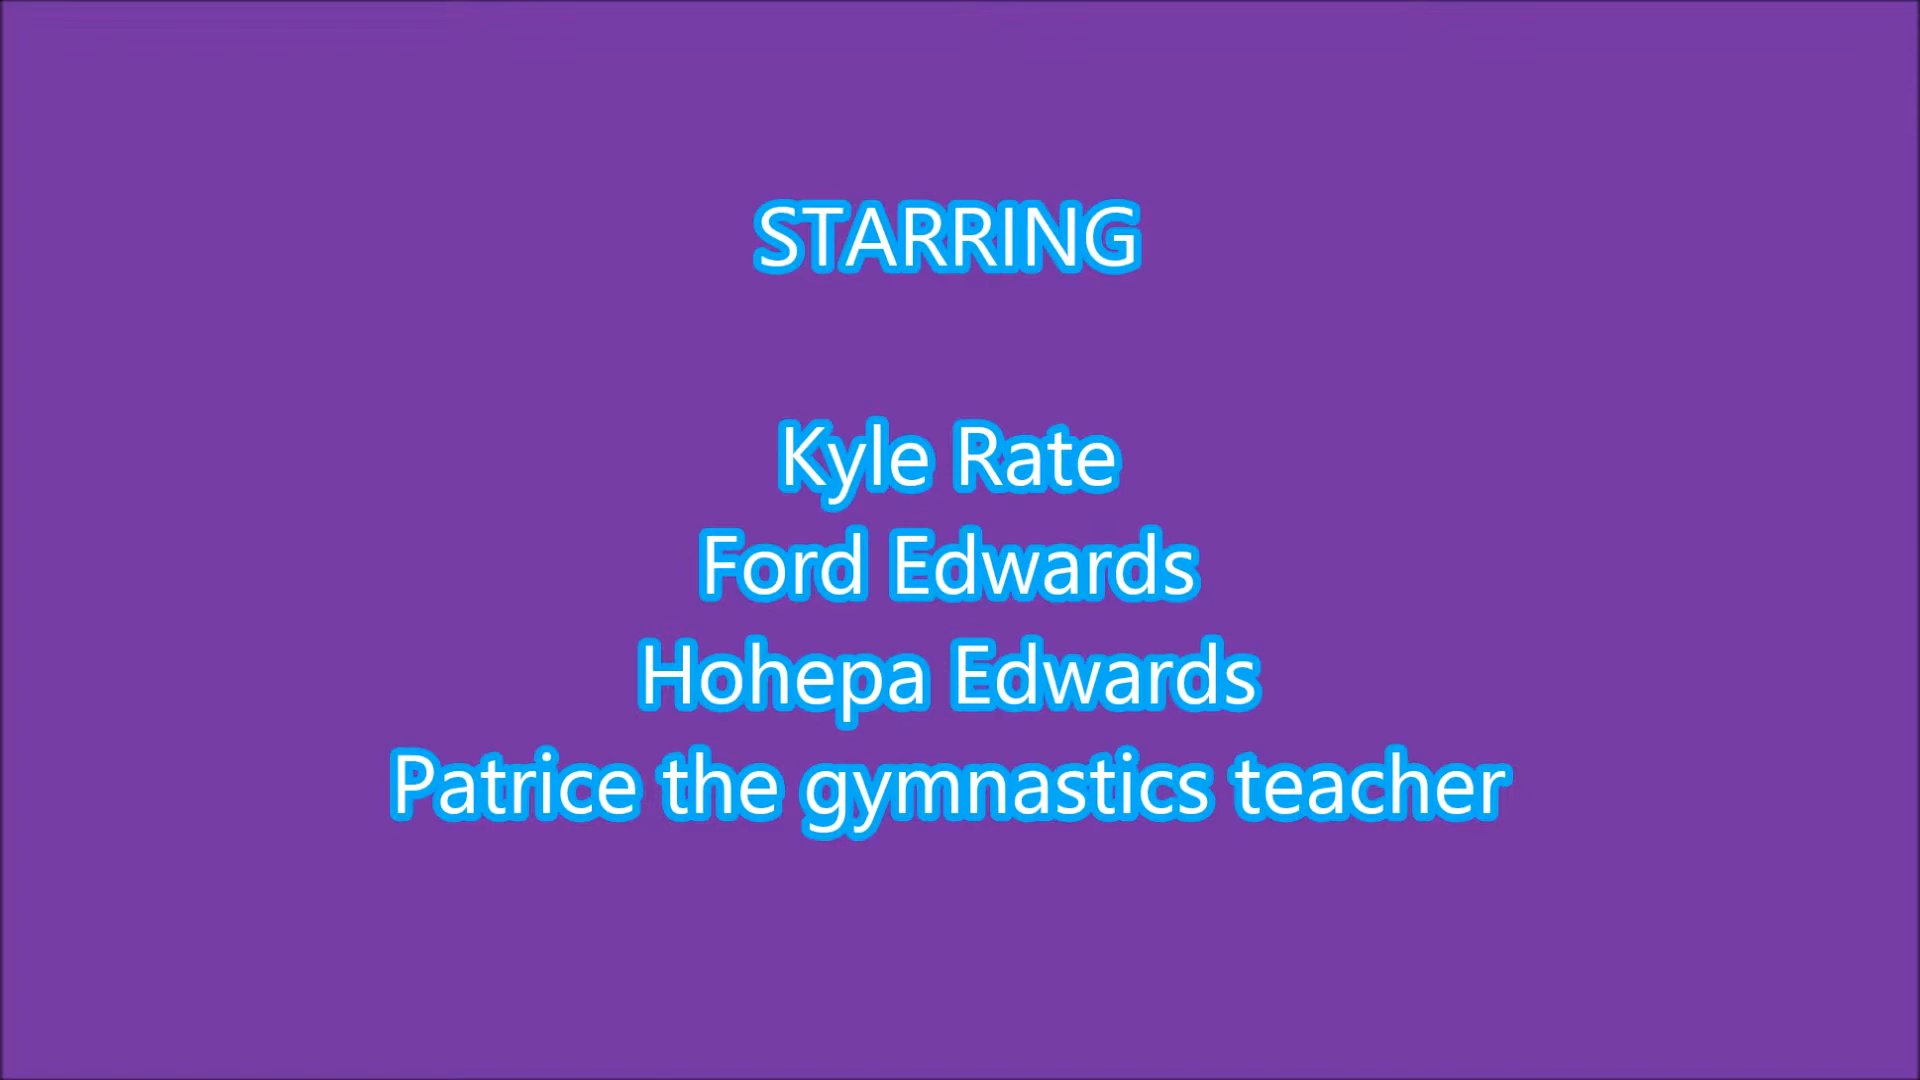 STARRING
Kyle Rate
Ford Edwards
Hohepa Edwards
Patrice the gymnastics teacher